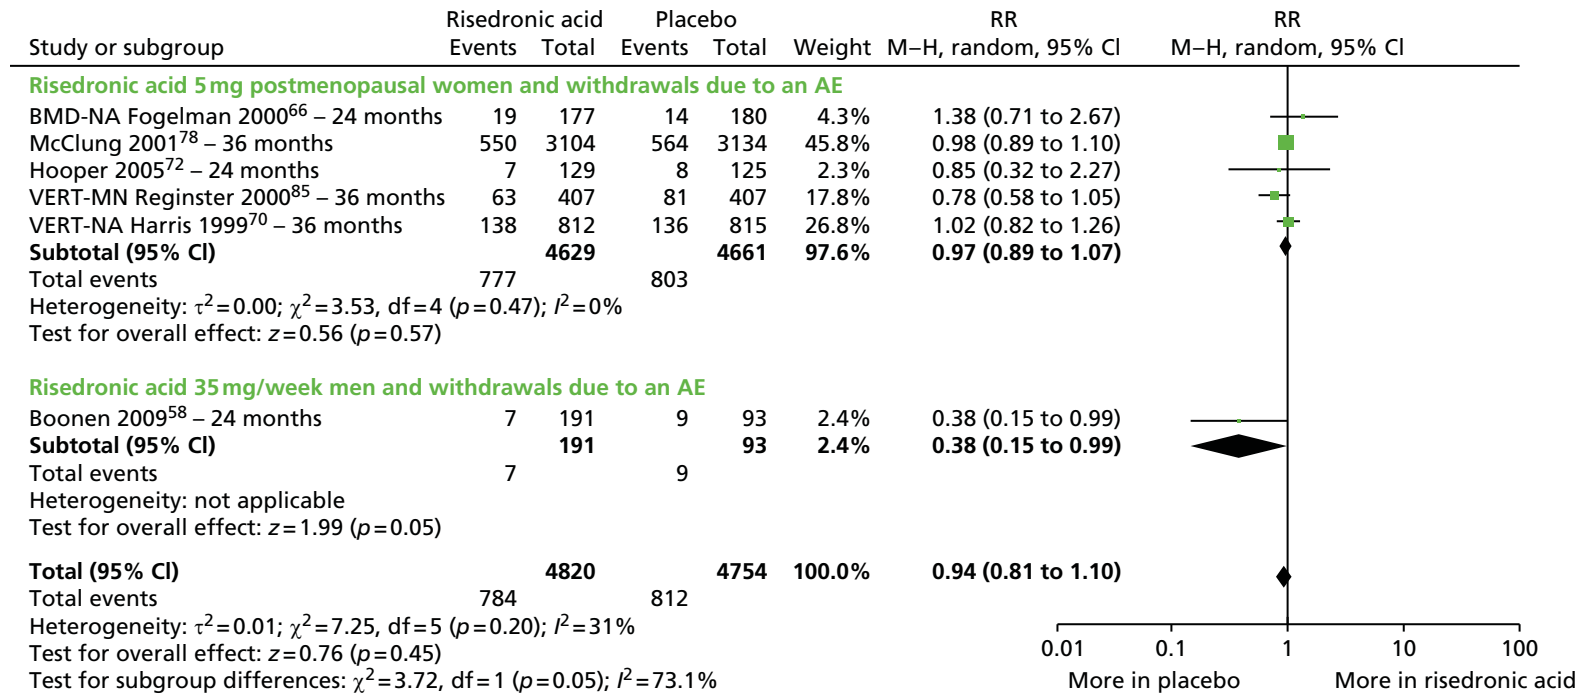 Risedronic acid Placebo RR RR
Study or subgroup Events Total Events Total Weight M–H, random, 95% CI M–H, random, 95% CI
Risedronic acid 5 mg postmenopausal women and withdrawals due to an AE
BMD-NA Fogelman 2000⁶⁶ – 24 months 19 177 14 180 4.3% 1.38 (0.71 to 2.67)
McClung 2001⁷⁸ – 36 months 550 3104 564 3134 45.8% 0.98 (0.89 to 1.10)
Hooper 2005⁷² – 24 months 7 129 8 125 2.3% 0.85 (0.32 to 2.27)
VERT-MN Reginster 2000⁸⁵ – 36 months 63 407 81 407 17.8% 0.78 (0.58 to 1.05)
VERT-NA Harris 1999⁷⁰ – 36 months 138 812 136 815 26.8% 1.02 (0.82 to 1.26)
Subtotal (95% CI) 4629 4661 97.6% 0.97 (0.89 to 1.07)
Total events 777 803
Heterogeneity: τ²=0.00; χ²=3.53, df=4 (p=0.47); I²=0%
Test for overall effect: z=0.56 (p=0.57)
Risedronic acid 35 mg/week men and withdrawals due to an AE
Boonen 2009⁵⁸ – 24 months 7 191 9 93 2.4% 0.38 (0.15 to 0.99)
Subtotal (95% CI) 191 93 2.4% 0.38 (0.15 to 0.99)
Total events 7 9
Heterogeneity: not applicable
Test for overall effect: z=1.99 (p=0.05)
Total (95% CI) 4820 4754 100.0% 0.94 (0.81 to 1.10)
Total events 784 812
Heterogeneity: τ²=0.01; χ²=7.25, df=5 (p=0.20); I²=31%
Test for overall effect: z=0.76 (p=0.45)
Test for subgroup differences: χ²=3.72, df=1 (p=0.05); I²=73.1%
0.01 0.1 1 10 100
More in placebo More in risedronic acid